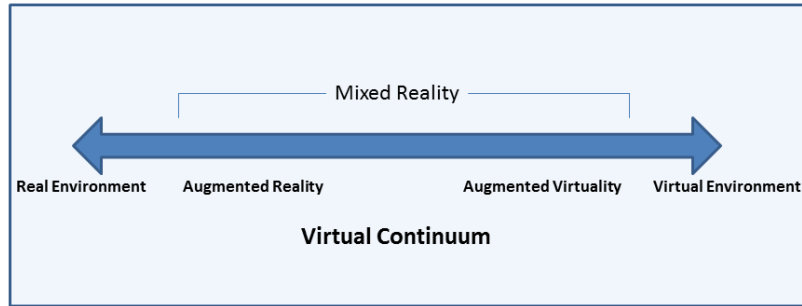 Mixed Reality
Real Environment Augmented Reality Augmented Virtuality Virtual Environment
Virtual Continuum